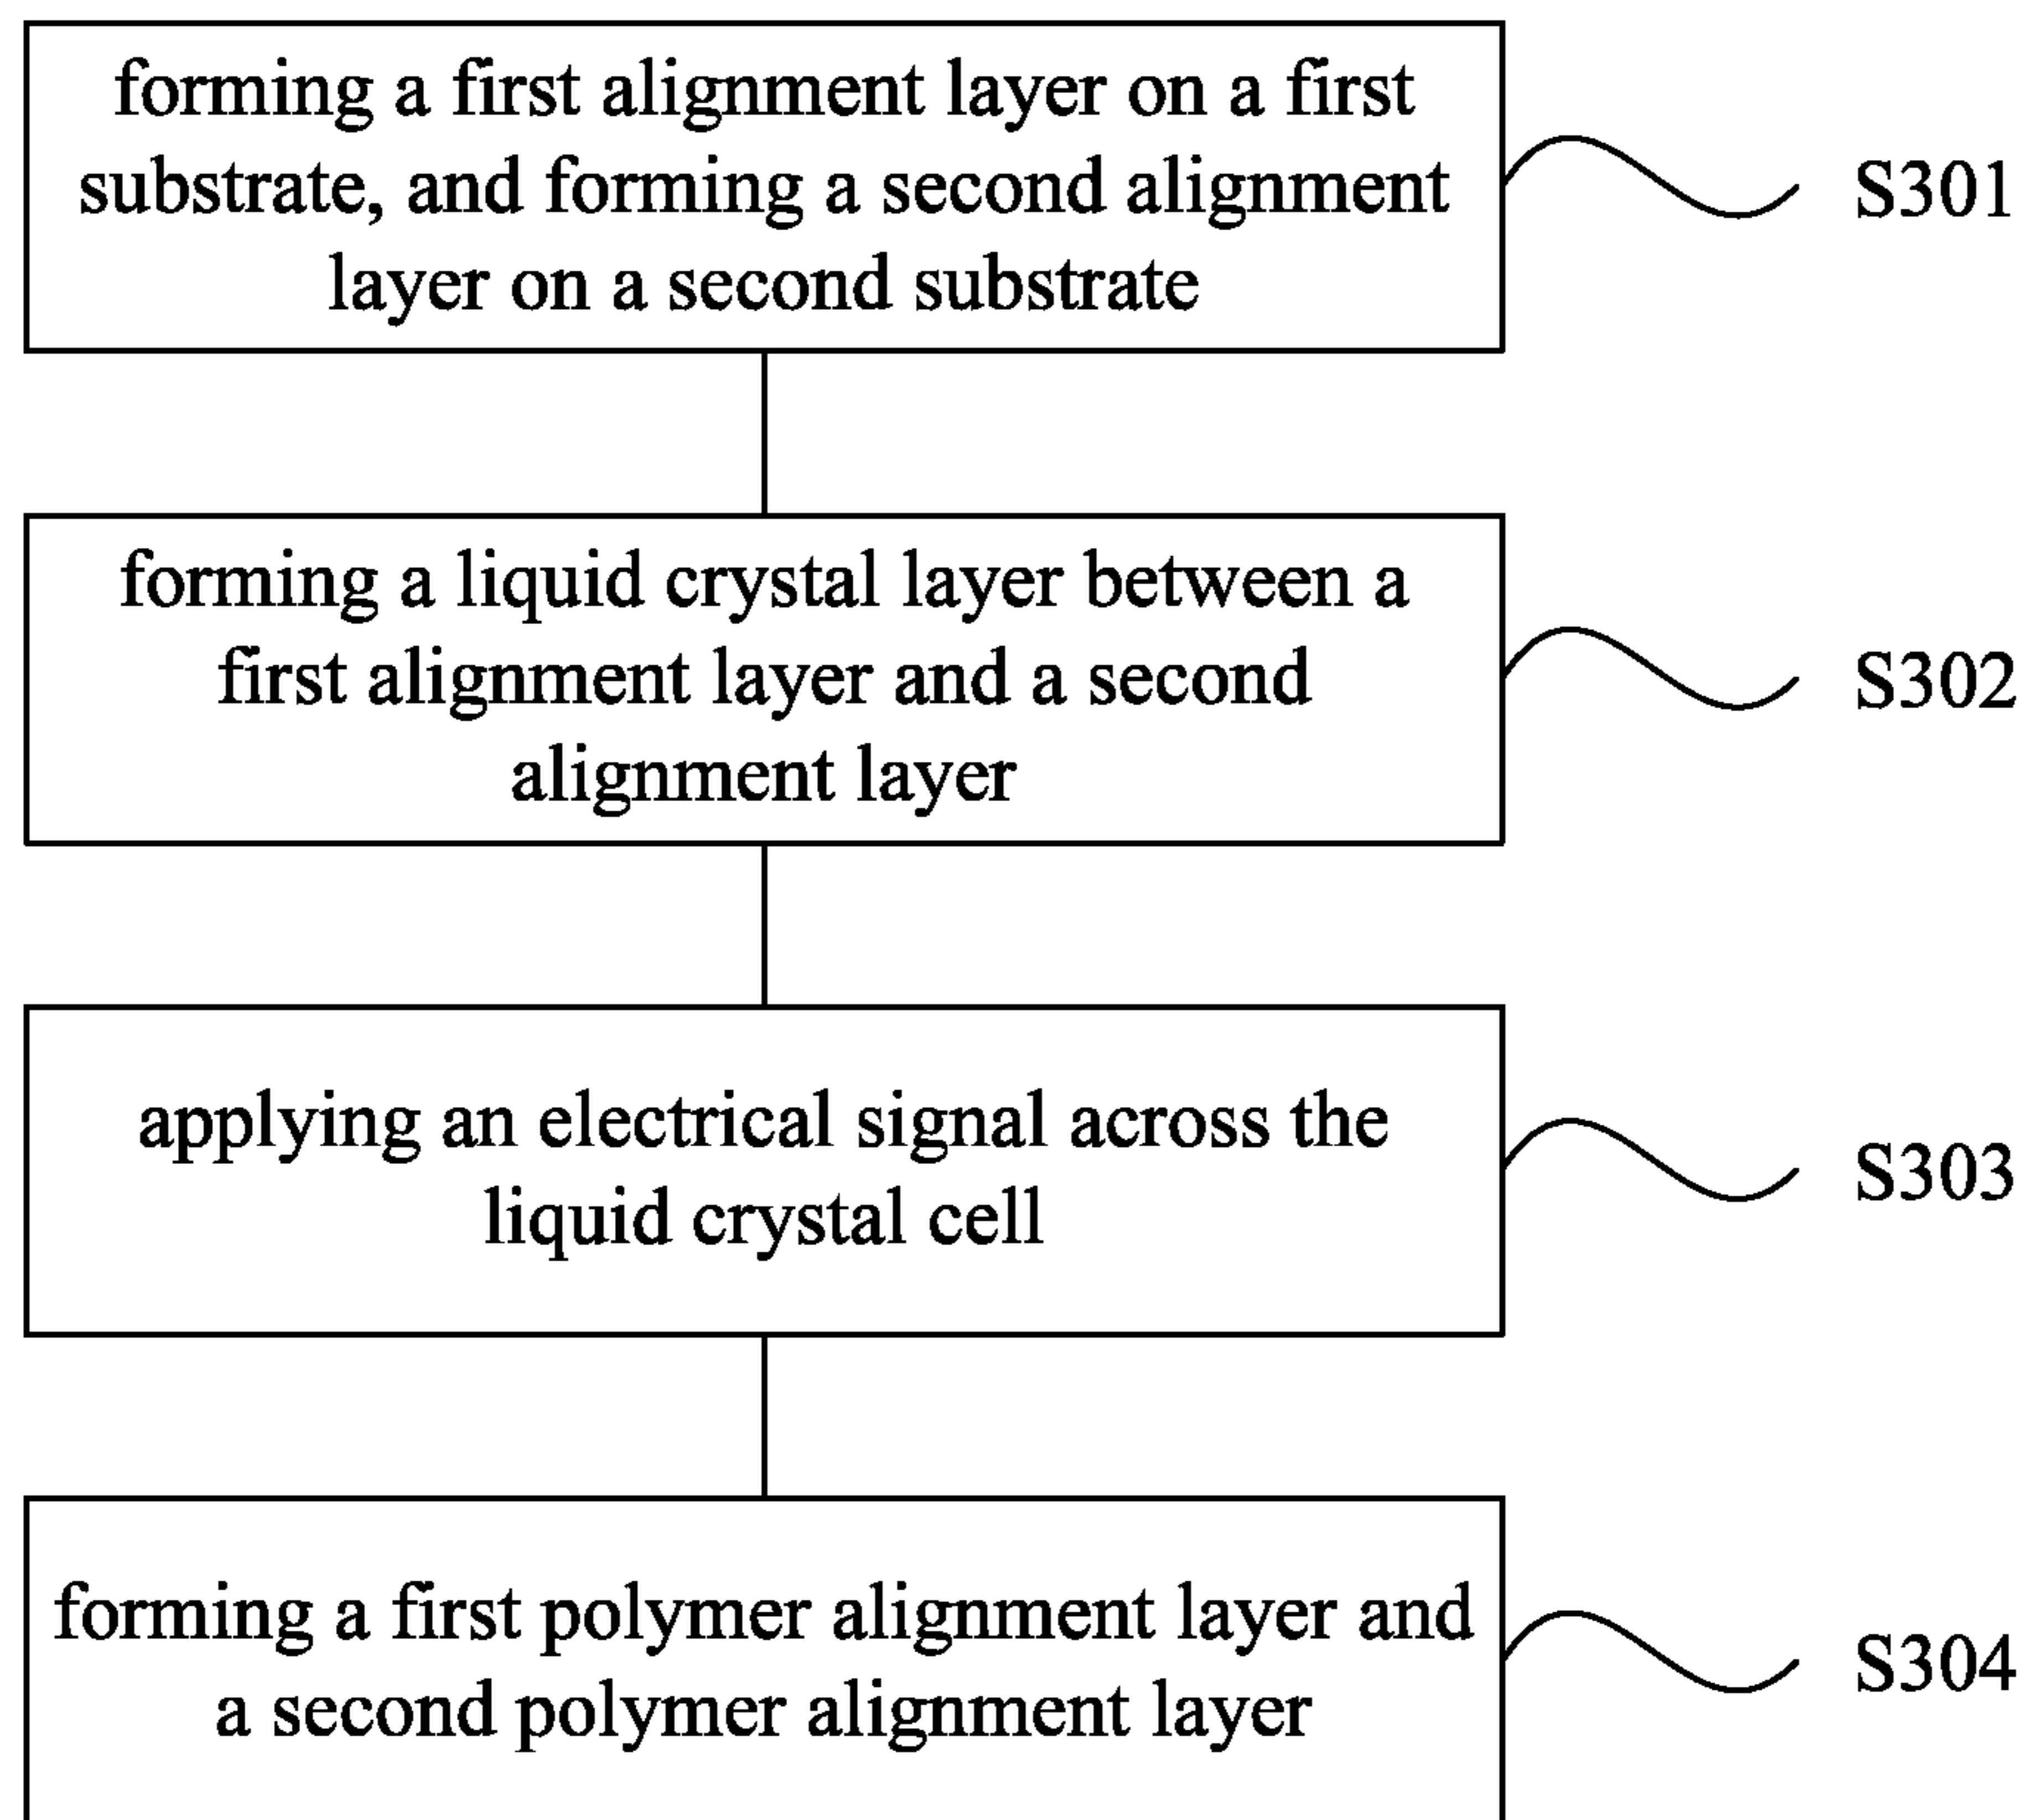 forming a first alignment layer on a first
substrate, and forming a second alignment
layer on a second substrate
S301
forming a liquid crystal layer between a
first alignment layer and a second
alignment layer
S302
applying an electrical signal across the
liquid crystal cell
S303
forming a first polymer alignment layer and
a second polymer alignment layer
S304